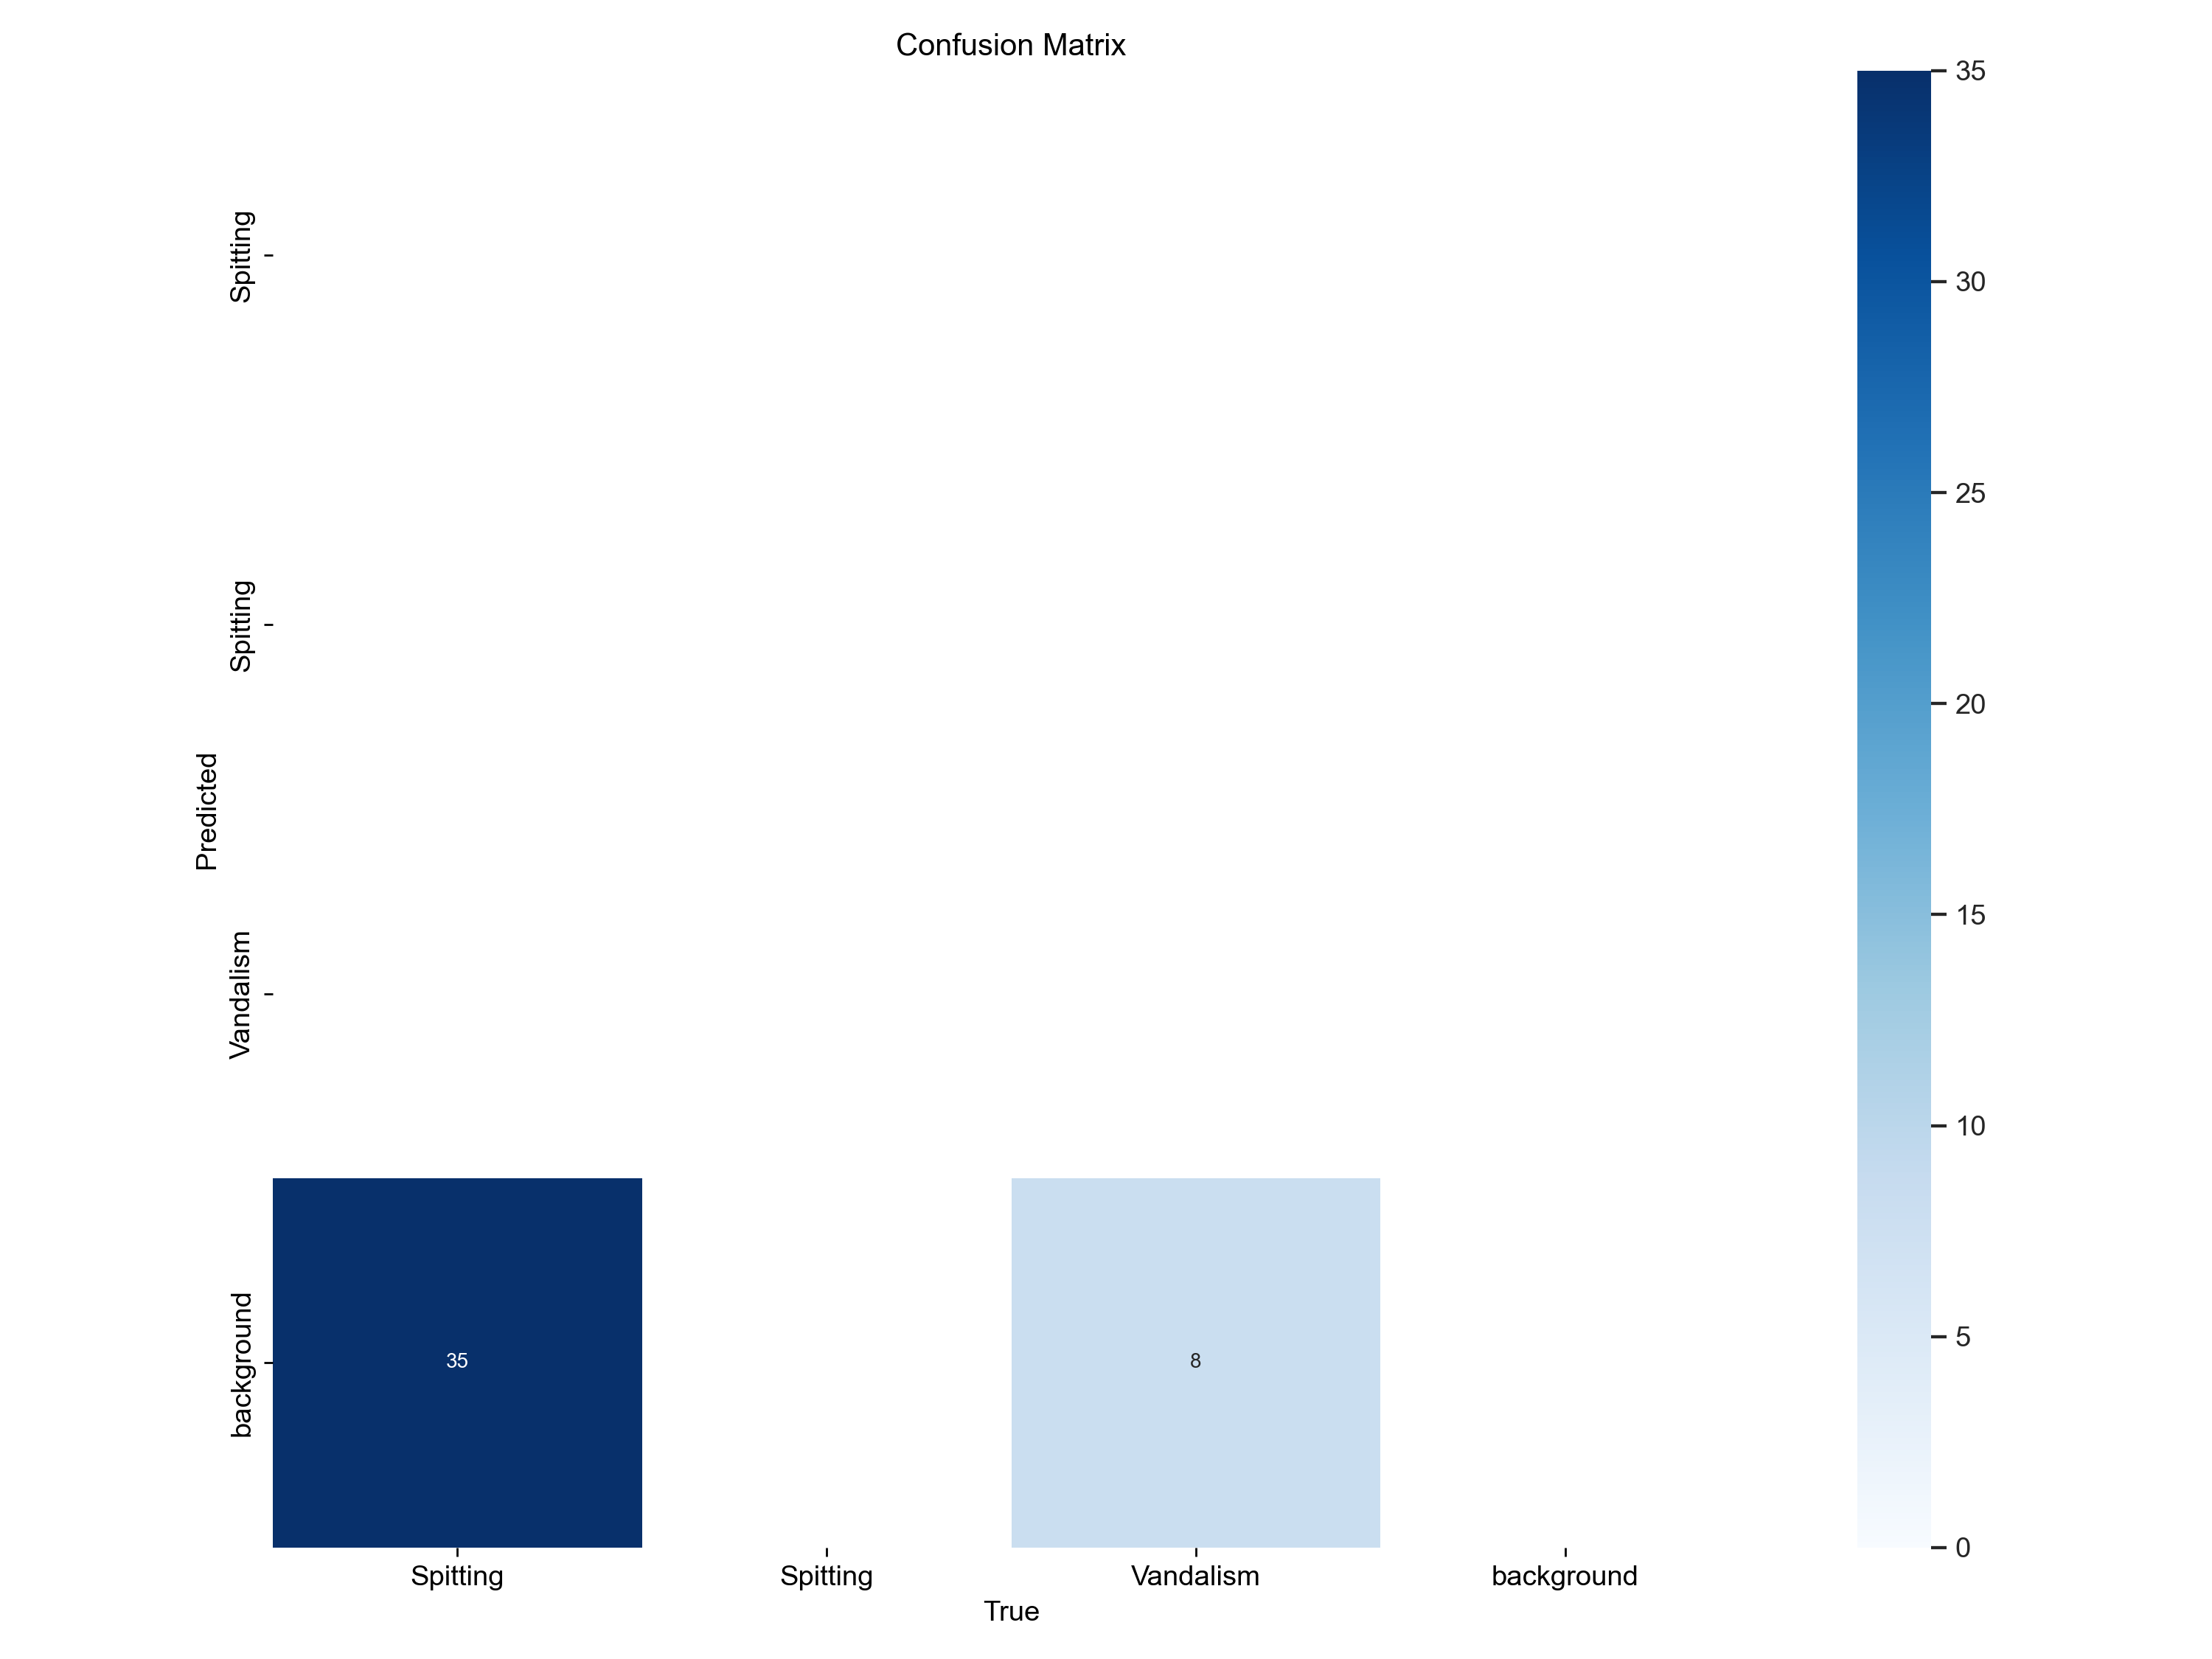 Confusion Matrix
Predicted
Spitting
Spitting
Vandalism
background
35
8
Spitting
Spitting
Vandalism
background
True
35
30
25
20
15
10
5
0